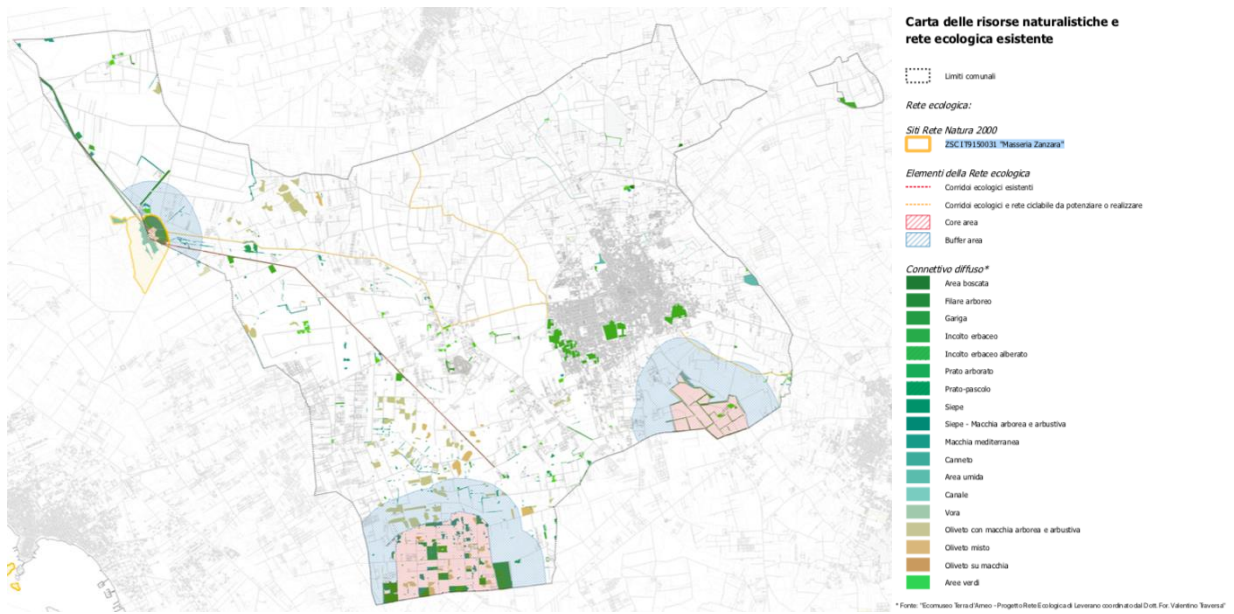 Carta delle risorse naturalistiche e
rete ecologica esistente
Limiti comunali
Rete ecologica:
Siti Rete Natura 2000
ZSC IT9150031 "Masseria Zanzara"
Elementi della Rete ecologica
Corridoi ecologici esistenti
Corridoi ecologici e rete ciclabile da potenziare o realizzare
Core area
Buffer area
Connettivo diffuso*
Area boscata
Filare arboreo
Gariga
Incolto erbaceo
Incolto erbaceo alberato
Prato arborato
Prato-pascolo
Siepe
Siepe - Macchia arborea e arbustiva
Macchia mediterranea
Canneto
Area umida
Canale
Vora
Oliveto con macchia arborea e arbustiva
Oliveto misto
Oliveto su macchia
Aree verdi
* Fonte: "Ecomuseo Terra d'Arneo - Progetto Rete Ecologica di Leverano coordinato dal Dott. For. Valentino Traversa"